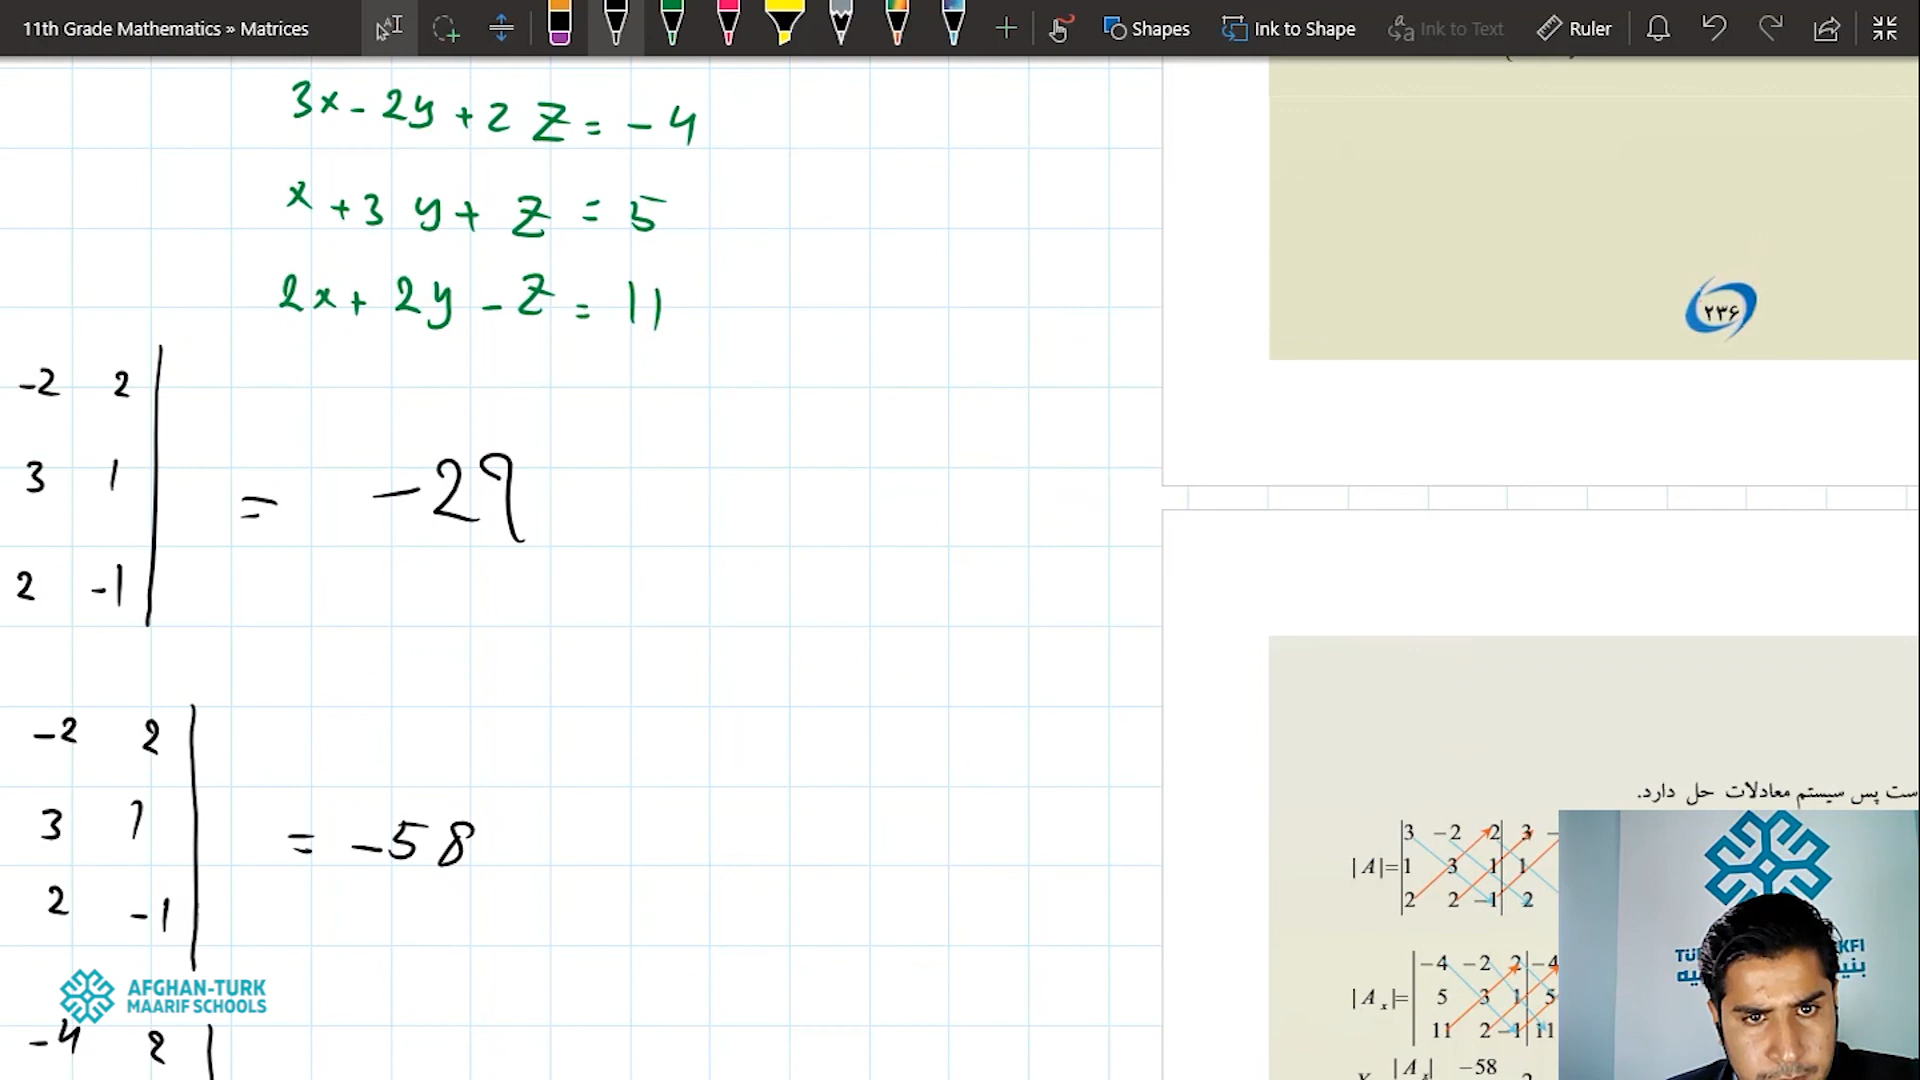 11th Grade Mathematics » Matrices
Shapes
Ink to Shape
Ink to Text
Ruler
3x - 2y + 2 Z = - 4
x + 3 y + Z = 5
2x + 2y - Z = 11
-2 2
3 1
2 -1
= -29
-2 2
3 1
2 -1
= -58
-4 2
AFGHAN-TURK
MAARIF SCHOOLS
۲۳۶
ست پس سیستم معادلات حل دارد.
3 -2 2 3 -
|A|= 1 3 1 1
2 2 -1 2
-4 -2 2 -4
|Ax|= 5 3 1 5
11 2 -1 11
|Ax| -58